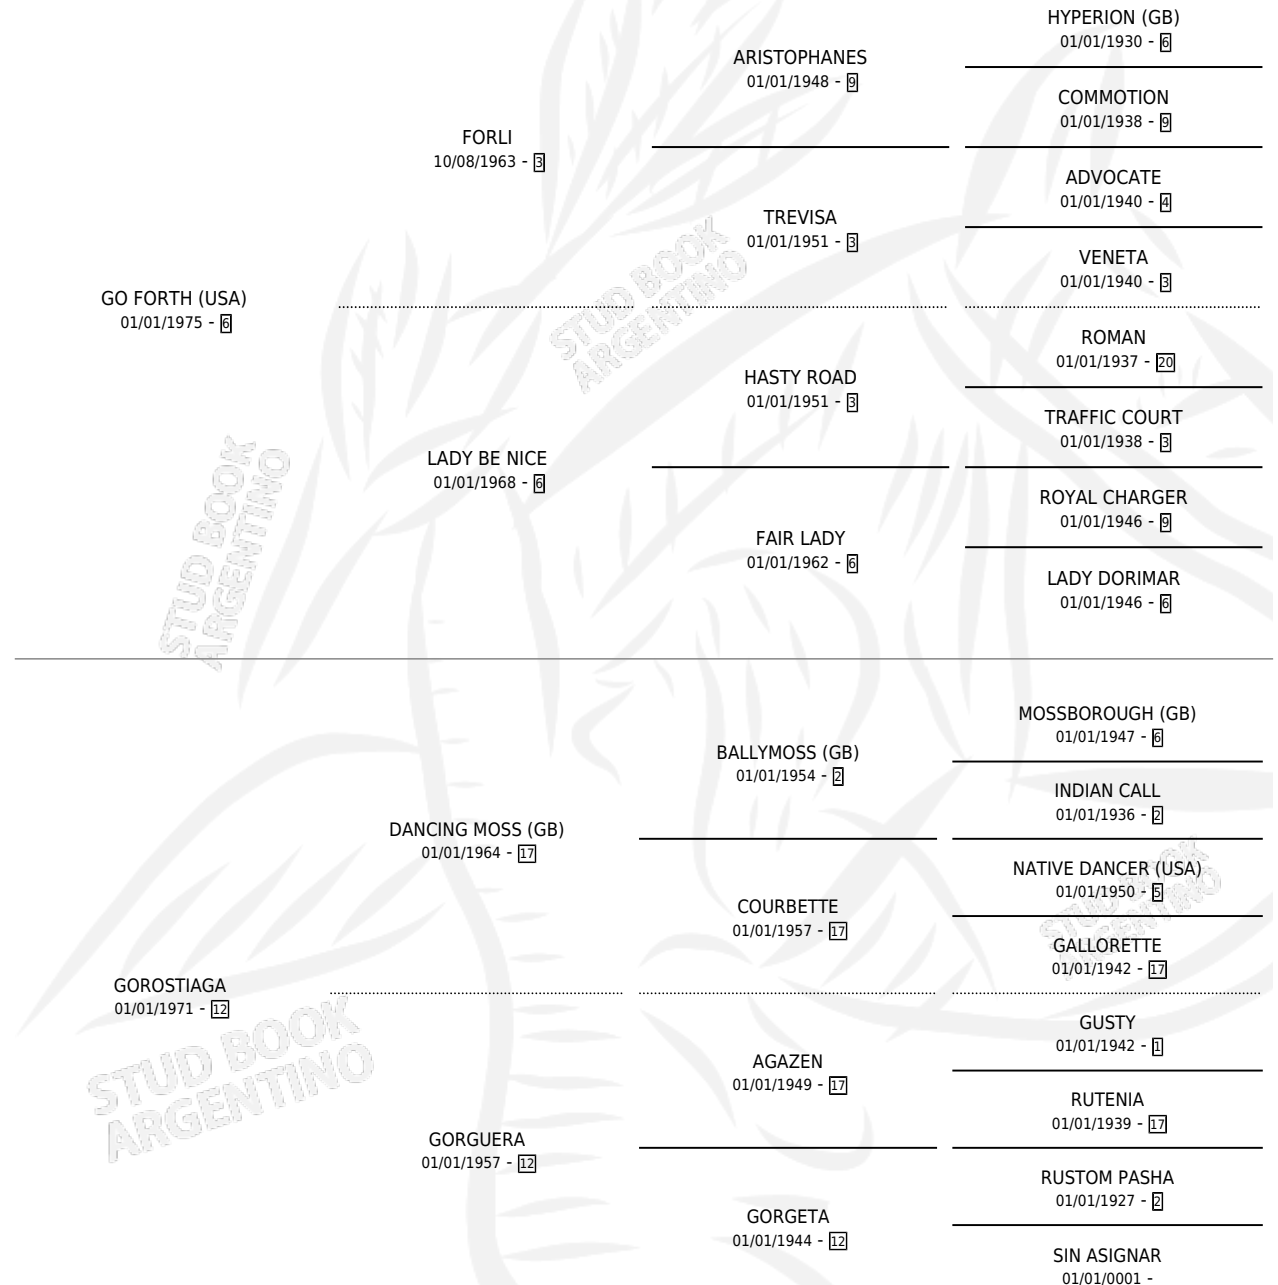 HYPERION (GB)
01/01/1930 - 6
ARISTOPHANES
01/01/1948 - 9
COMMOTION
01/01/1938 - 9
FORLI
10/08/1963 - 3
ADVOCATE
01/01/1940 - 4
TREVISA
01/01/1951 - 3
VENETA
01/01/1940 - 3
GO FORTH (USA)
01/01/1975 - 6
ROMAN
01/01/1937 - 20
HASTY ROAD
01/01/1951 - 3
TRAFFIC COURT
01/01/1938 - 3
LADY BE NICE
01/01/1968 - 6
ROYAL CHARGER
01/01/1946 - 9
FAIR LADY
01/01/1962 - 6
LADY DORIMAR
01/01/1946 - 6
MOSSBOROUGH (GB)
01/01/1947 - 6
BALLYMOSS (GB)
01/01/1954 - 2
INDIAN CALL
01/01/1936 - 2
DANCING MOSS (GB)
01/01/1964 - 17
NATIVE DANCER (USA)
01/01/1950 - 5
COURBETTE
01/01/1957 - 17
GALLORETTE
01/01/1942 - 17
GOROSTIAGA
01/01/1971 - 12
GUSTY
01/01/1942 - 1
AGAZEN
01/01/1949 - 17
RUTENIA
01/01/1939 - 17
GORGUERA
01/01/1957 - 12
RUSTOM PASHA
01/01/1927 - 2
GORGETA
01/01/1944 - 12
SIN ASIGNAR
01/01/0001 -
STUD BOOK
ARGENTINO
STUD BOOK
ARGENTINO
STUD BOOK
ARGENTINO
STUD BOOK
ARGENTINO